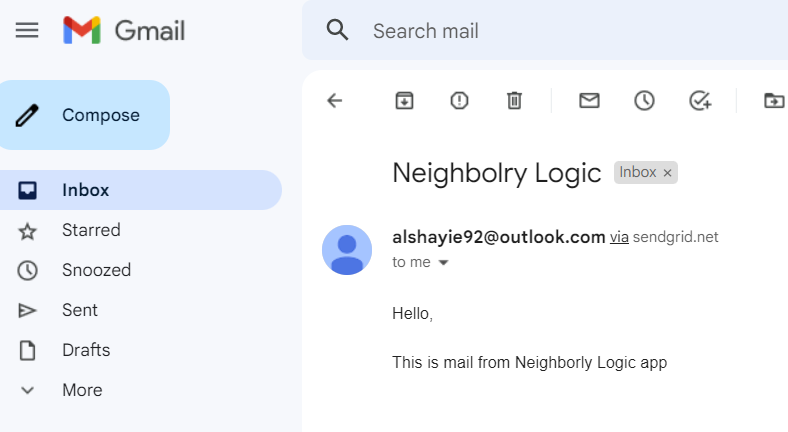 Gmail
Search mail
Compose
Inbox
Starred
Snoozed
Sent
Drafts
More
Neighbolry Logic Inbox ×
alshayie92@outlook.com via sendgrid.net
to me
Hello,
This is mail from Neighborly Logic app